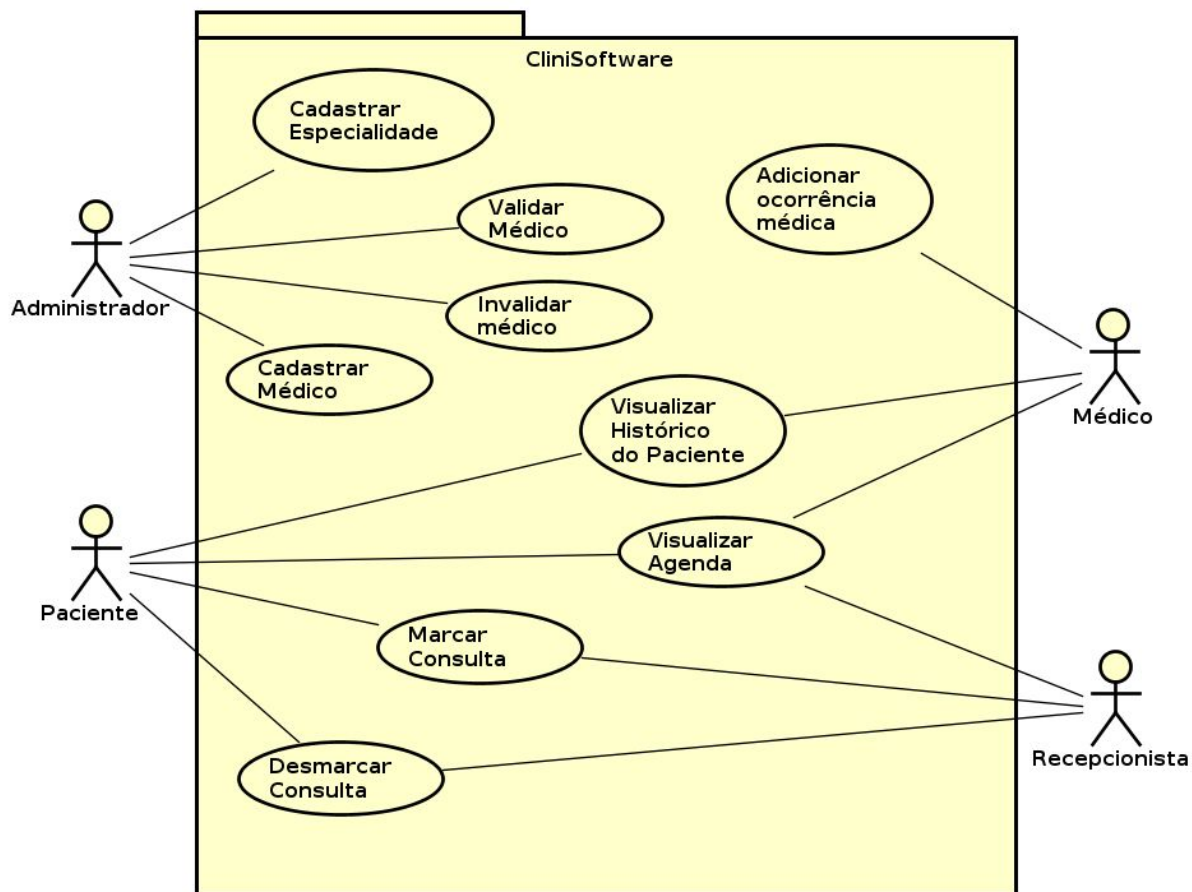 CliniSoftware
Cadastrar
Especialidade
Adicionar
ocorrência
médica
Validar
Médico
Administrador
Invalidar
médico
Cadastrar
Médico
Visualizar
Histórico
do Paciente
Médico
Visualizar
Agenda
Paciente
Marcar
Consulta
Recepcionista
Desmarcar
Consulta